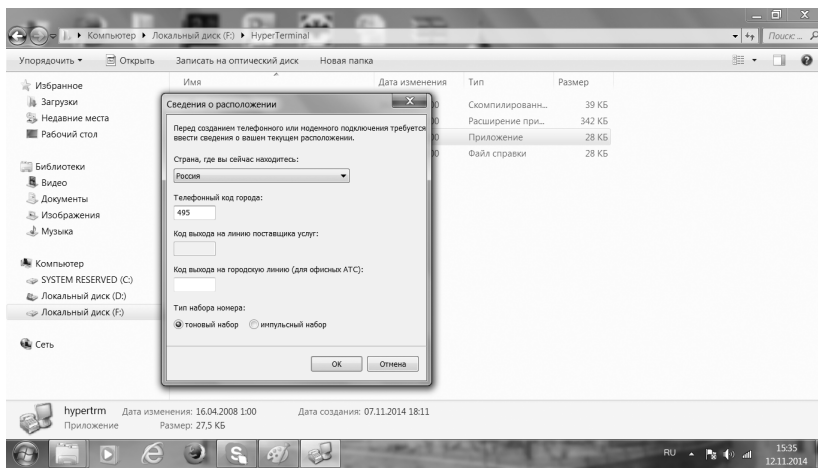 Компьютер ▸ Локальный диск (F:) ▸ HyperTerminal
Поиск: ...
Упорядочить ▾ Открыть Записать на оптический диск Новая папка
Имя Дата изменения Тип Размер
Избранное
Загрузки
Недавние места
Рабочий стол
Библиотеки
Видео
Документы
Изображения
Музыка
Компьютер
SYSTEM RESERVED (C:)
Локальный диск (D:)
Локальный диск (F:)
Сеть
Скомпилированн... 39 КБ
Расширение при... 342 КБ
Приложение 28 КБ
Файл справки 28 КБ
Сведения о расположении
Перед созданием телефонного или модемного подключения требуется
ввести сведения о вашем текущем расположении.
Страна, где вы сейчас находитесь:
Россия
Телефонный код города:
495
Код выхода на линию поставщика услуг:
Код выхода на городскую линию (для офисных АТС):
Тип набора номера:
тоновый набор импульсный набор
ОК Отмена
hypertrm Дата изменения: 16.04.2008 1:00 Дата создания: 07.11.2014 18:11
Приложение Размер: 27,5 КБ
RU 15:35
12.11.2014